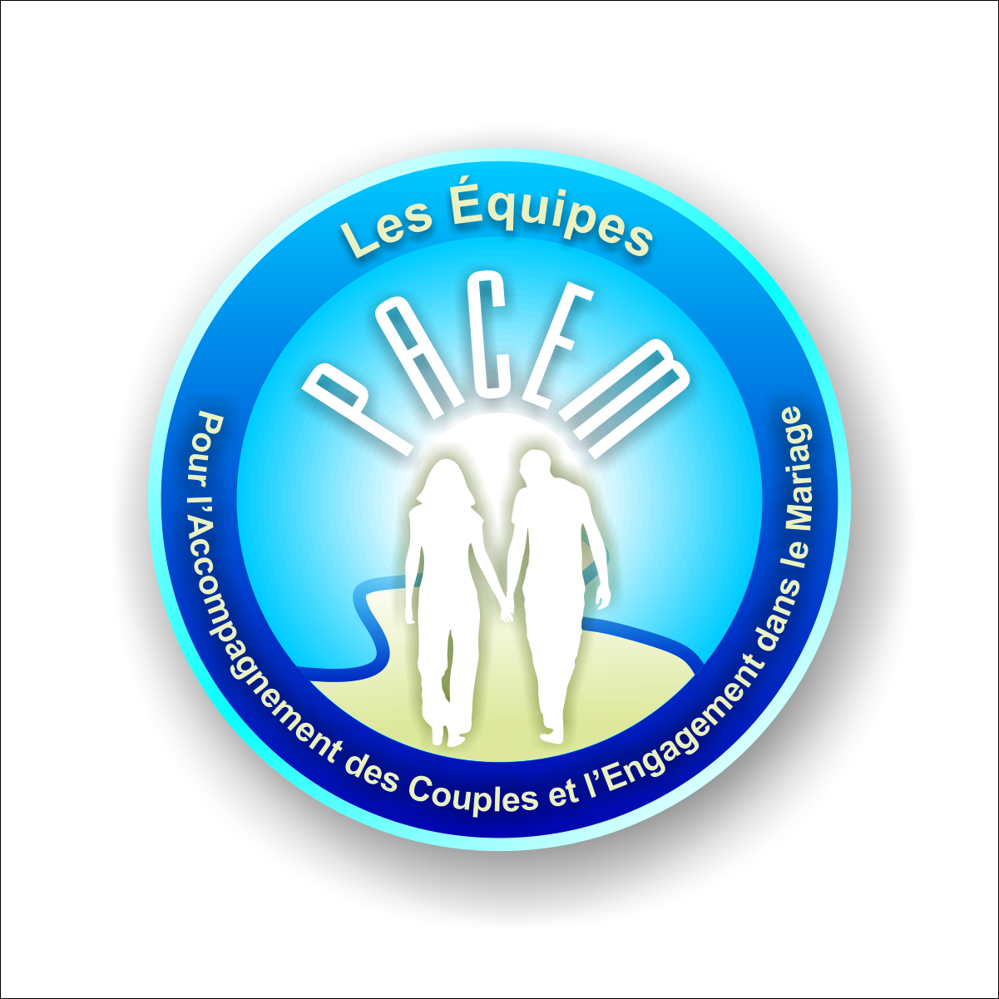 Les Équipes
PACEM
Pour l’Accompagnement des Couples et l’Engagement dans le Mariage